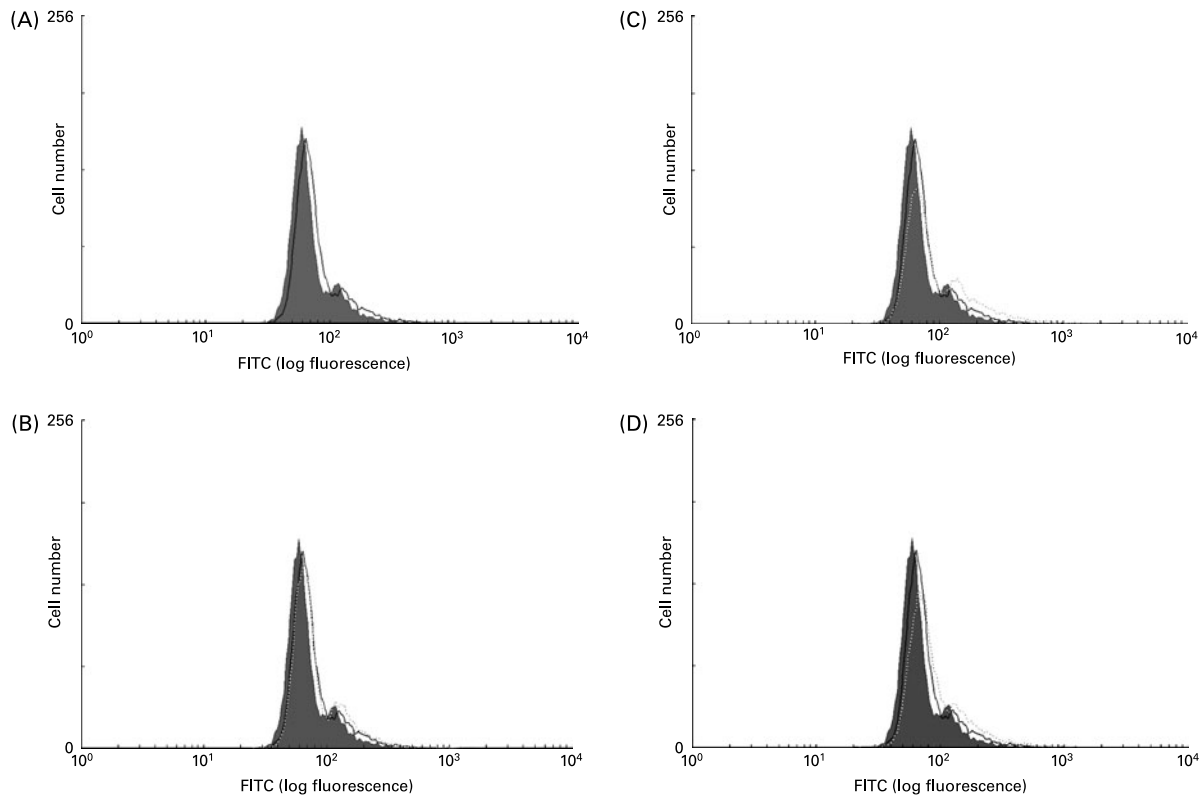 (A)
256
Cell number
0
10⁰ 10¹ 10² 10³ 10⁴
FITC (log fluorescence)
(B)
256
Cell number
0
10⁰ 10¹ 10² 10³ 10⁴
FITC (log fluorescence)
(C)
256
Cell number
0
10⁰ 10¹ 10² 10³ 10⁴
FITC (log fluorescence)
(D)
256
Cell number
0
10⁰ 10¹ 10² 10³ 10⁴
FITC (log fluorescence)